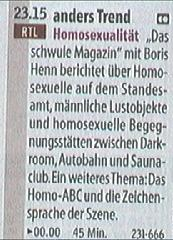 23.15 anders Trend
RTL Homosexualität „Das
schwule Magazin" mit Boris
Henn berichtet über Homo-
sexuelle auf dem Standes-
amt, männliche Lustobjekte
und homosexuelle Begeg-
nungsstätten zwischen Dark-
room, Autobahn und Sauna-
club. Ein weiteres Thema: Das
Homo-ABC und die Zeichen-
sprache der Szene.
▸00.00 45 Min. 231-666